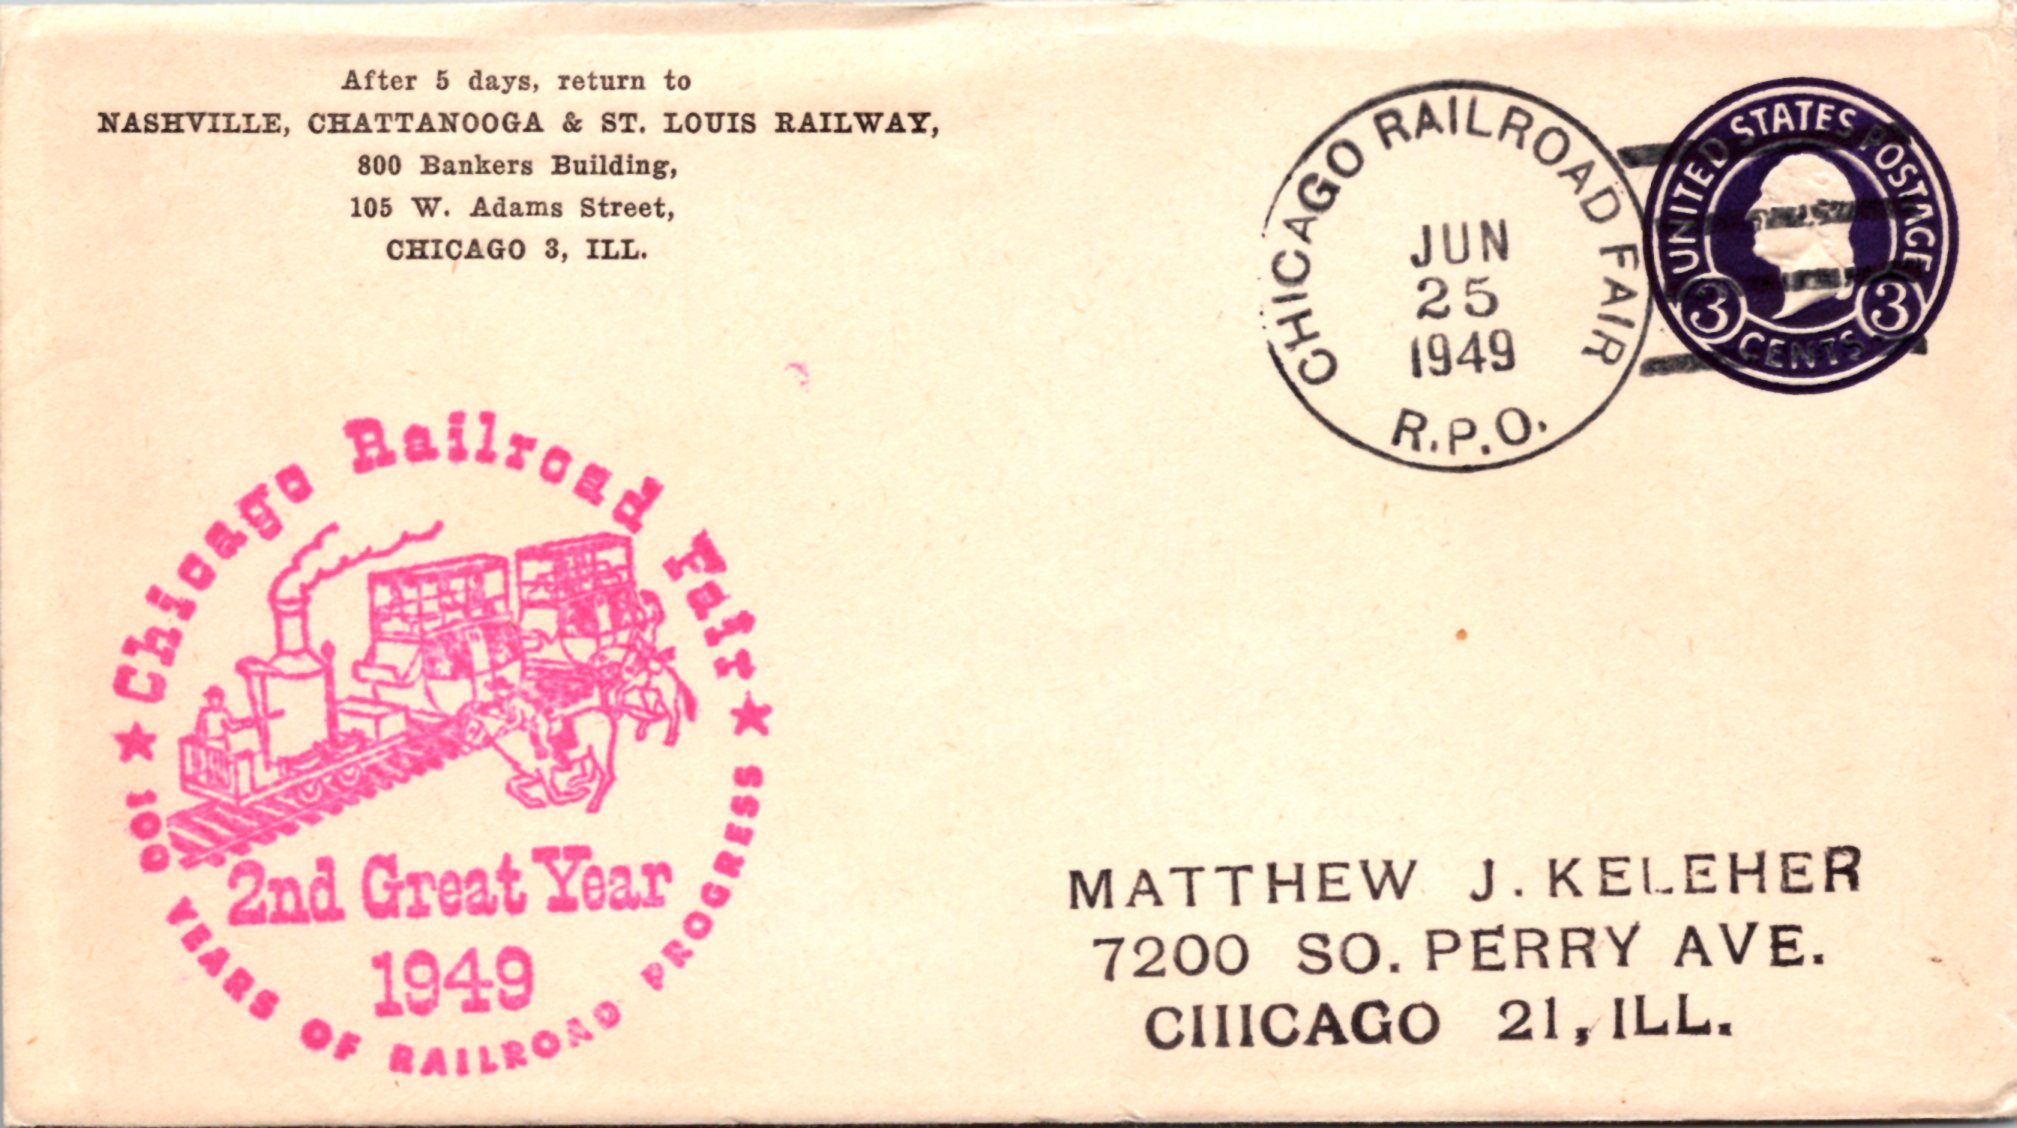 After 5 days, return to
NASHVILLE, CHATTANOOGA & ST. LOUIS RAILWAY,
800 Bankers Building,
105 W. Adams Street,
CHICAGO 3, ILL.
CHICAGO RAILROAD FAIR
JUN
25
1949
R.P.O.
UNITED STATES POSTAGE
3 3
CENTS
★ Chicago Railroad Fair ★
2nd Great Year
1949
100 YEARS OF RAILROAD PROGRESS
MATTHEW J. KELEHER
7200 SO. PERRY AVE.
CHICAGO 21, ILL.